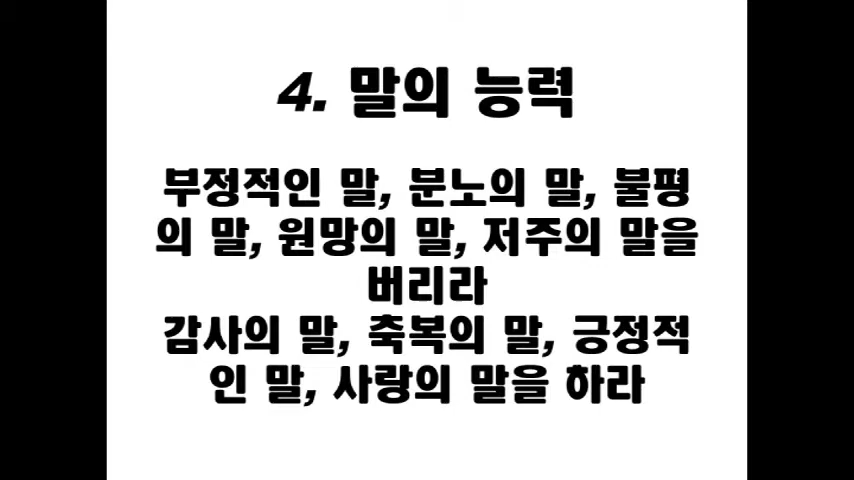 4. 말의 능력
부정적인 말, 분노의 말, 불평
의 말, 원망의 말, 저주의 말을
버리라
감사의 말, 축복의 말, 긍정적
인 말, 사랑의 말을 하라